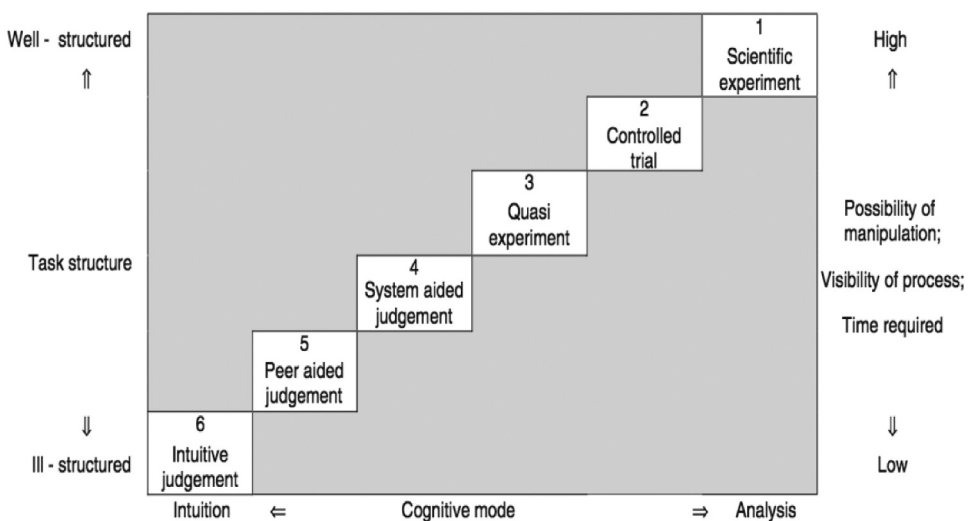 Well - structured
⇑
Task structure
⇓
Ill - structured
1
Scientific
experiment
2
Controlled
trial
3
Quasi
experiment
4
System aided
judgement
5
Peer aided
judgement
6
Intuitive
judgement
High
⇑
Possibility of
manipulation;
Visibility of process;
Time required
⇓
Low
Intuition ⇐ Cognitive mode ⇒ Analysis